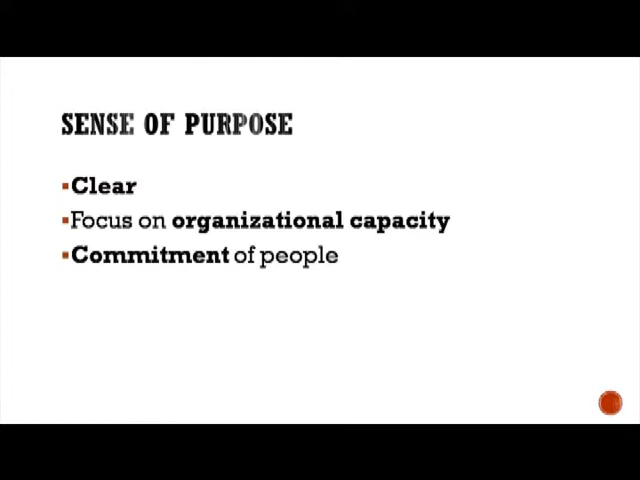 SENSE OF PURPOSE
▪Clear
▪Focus on organizational capacity
▪Commitment of people